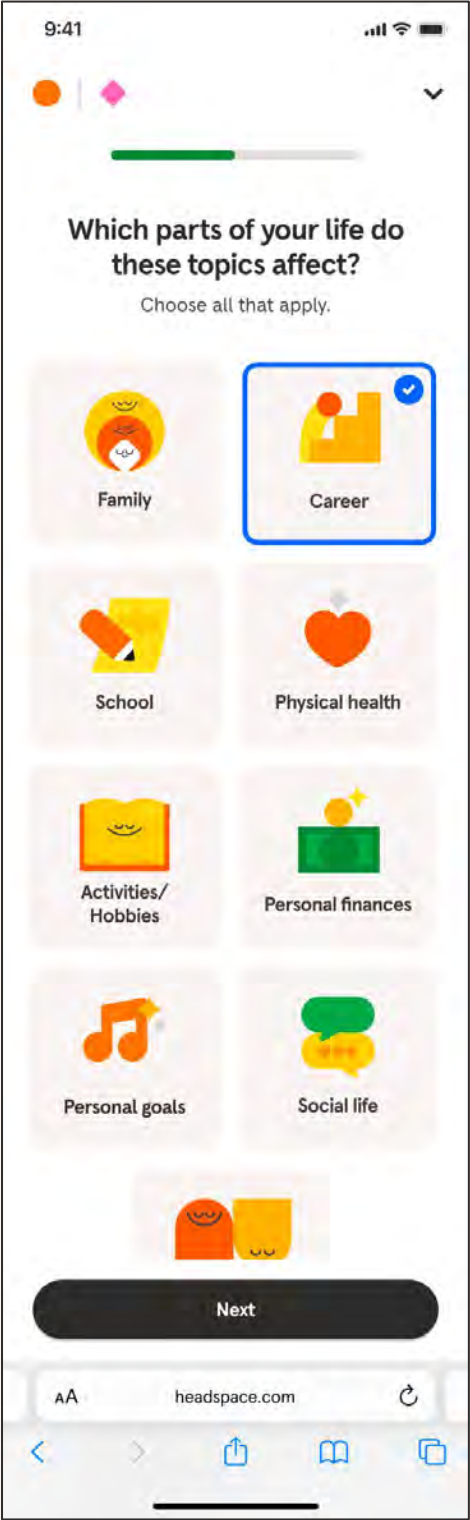 9:41
Which parts of your life do
these topics affect?
Choose all that apply.
Family
Career
School
Physical health
Activities/
Hobbies
Personal finances
Personal goals
Social life
Next
AA
headspace.com